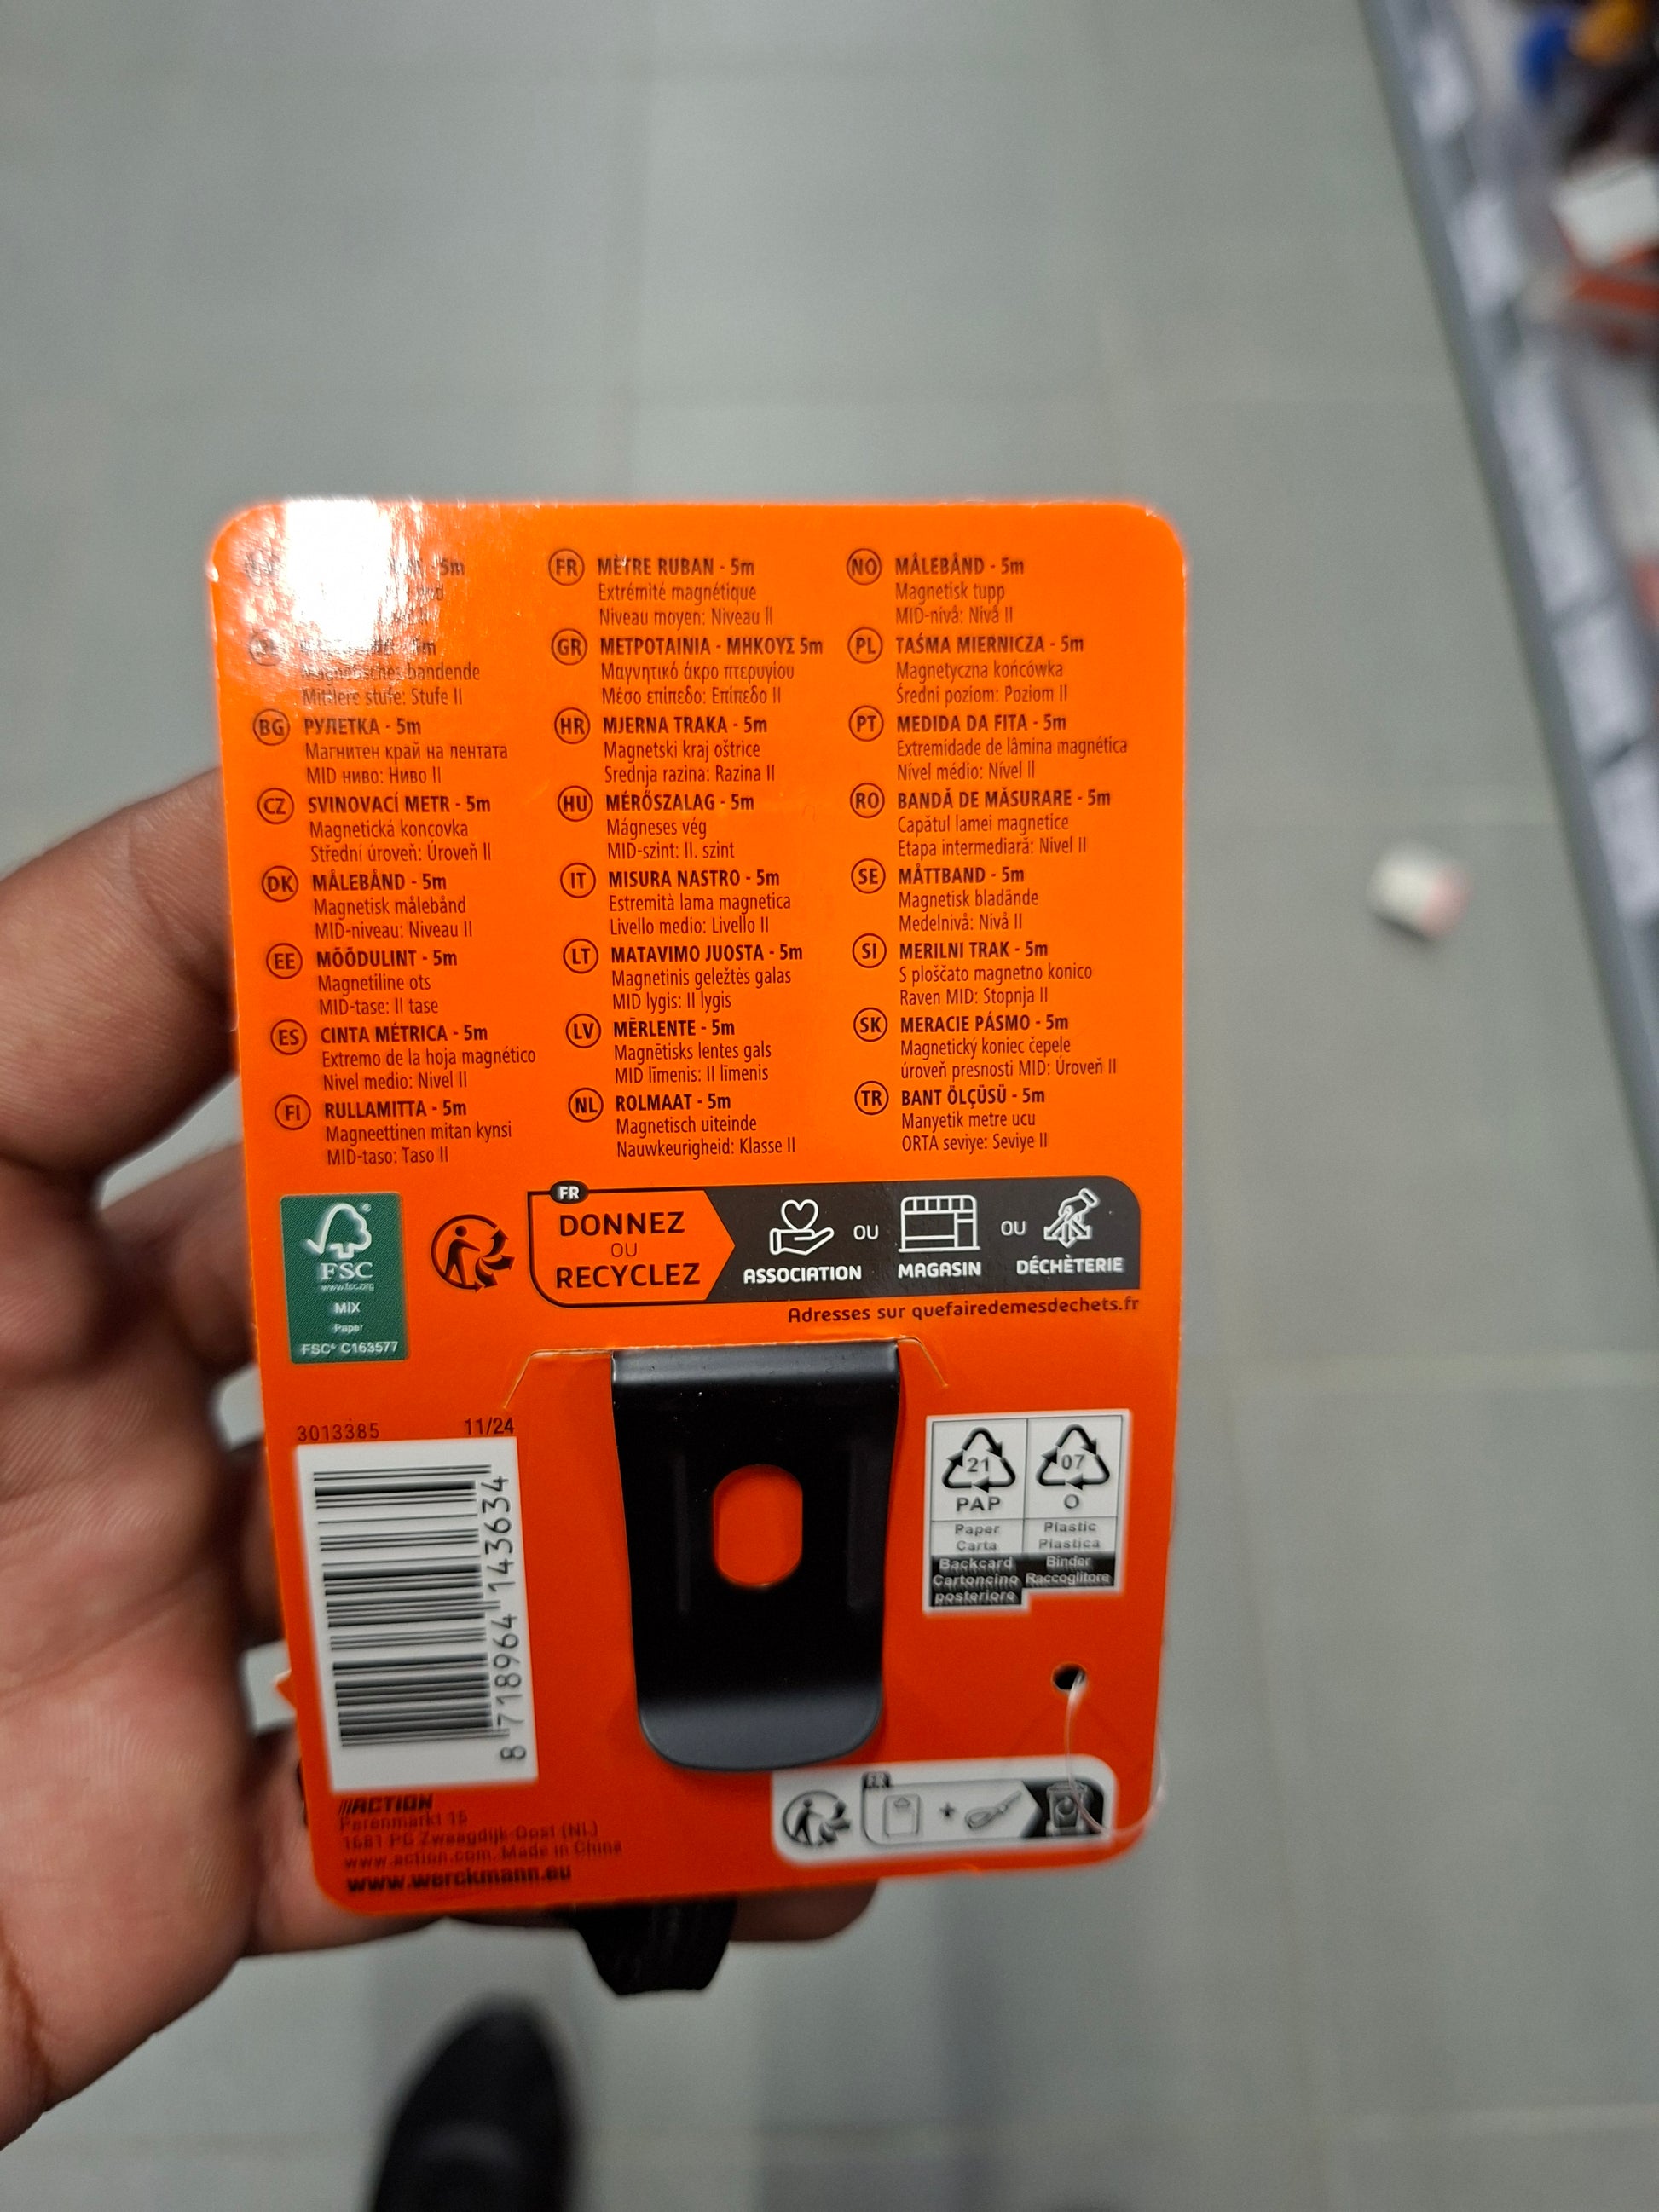 5m
Magnetisches bandende
Mittlere stufe: Stufe II
BG РУЛЕТКА - 5m
Магнитен край на лентата
MID ниво: Ниво II
CZ SVINOVACÍ METR - 5m
Magnetická koncovka
Střední úroveň: Úroveň II
DK MÅLEBÅND - 5m
Magnetisk målebånd
MID-niveau: Niveau II
EE MÕÕDULINT - 5m
Magnetiline ots
MID-tase: II tase
ES CINTA MÉTRICA - 5m
Extremo de la hoja magnético
Nivel medio: Nivel II
FI RULLAMITTA - 5m
Magneettinen mitan kynsi
MID-taso: Taso II
FR MÈTRE RUBAN - 5m
Extrémité magnétique
Niveau moyen: Niveau II
GR ΜΕΤΡΟΤΑΙΝΙΑ - ΜΗΚΟΥΣ 5m
Μαγνητικό άκρο πτερυγίου
Μέσο επίπεδο: Επίπεδο II
HR MJERNA TRAKA - 5m
Magnetski kraj oštrice
Srednja razina: Razina II
HU MÉRŐSZALAG - 5m
Mágneses vég
MID-szint: II. szint
IT MISURA NASTRO - 5m
Estremità lama magnetica
Livello medio: Livello II
LT MATAVIMO JUOSTA - 5m
Magnetinis geležtės galas
MID lygis: II lygis
LV MĒRLENTE - 5m
Magnētisks lentes gals
MID līmenis: II līmenis
NL ROLMAAT - 5m
Magnetisch uiteinde
Nauwkeurigheid: Klasse II
NO MÅLEBÅND - 5m
Magnetisk tupp
MID-nivå: Nivå II
PL TAŚMA MIERNICZA - 5m
Magnetyczna końcówka
Średni poziom: Poziom II
PT MEDIDA DA FITA - 5m
Extremidade de lâmina magnética
Nível médio: Nível II
RO BANDĂ DE MĂSURARE - 5m
Capătul lamei magnetice
Etapa intermediară: Nivel II
SE MÅTTBAND - 5m
Magnetisk bladände
Medelnivå: Nivå II
SI MERILNI TRAK - 5m
S ploščato magnetno konico
Raven MID: Stopnja II
SK MERACIE PÁSMO - 5m
Magnetický koniec čepele
úroveň presnosti MID: Úroveň II
TR BANT ÖLÇÜSÜ - 5m
Manyetik metre ucu
ORTA seviye: Seviye II
FSC®
www.fsc.org
MIX
Paper
FSC® C163577
FR
DONNEZ
OU
RECYCLEZ
ASSOCIATION
OU
MAGASIN
OU
DÉCHÈTERIE
Adresses sur quefairedemesdechets.fr
3013385 11/24
8 718964 143634
21
PAP
Paper
Carta
Backcard
Cartoncino
posteriore
07
O
Plastic
Plastica
Binder
Raccoglitore
ACTION
Perenmarkt 15
1681 PG Zwaagdijk-Oost (NL)
www.action.com. Made in China
www.werckmann.eu
FR
+